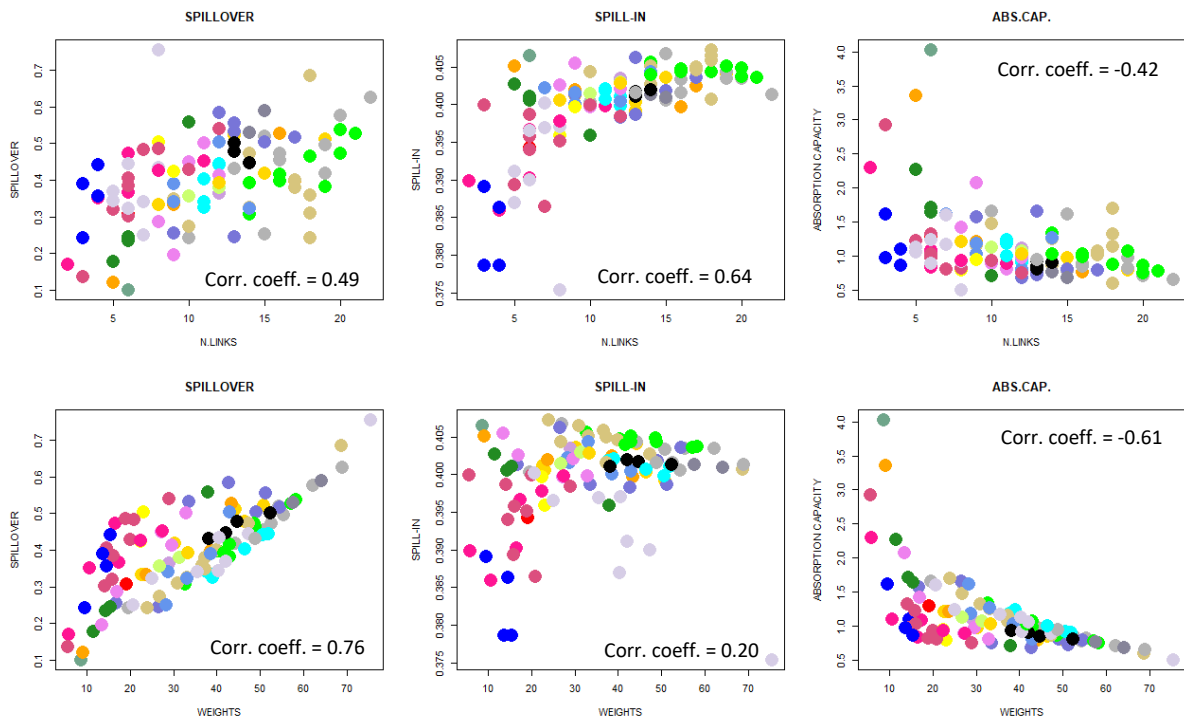 SPILLOVER
SPILLOVER
0.1 0.2 0.3 0.4 0.5 0.6 0.7
5 10 15 20
N.LINKS
Corr. coeff. = 0.49
SPILL-IN
SPILL-IN
0.375 0.380 0.385 0.390 0.395 0.400 0.405
5 10 15 20
N.LINKS
Corr. coeff. = 0.64
ABS.CAP.
ABSORPTION CAPACITY
0.5 1.0 1.5 2.0 2.5 3.0 3.5 4.0
5 10 15 20
N.LINKS
Corr. coeff. = -0.42
SPILLOVER
SPILLOVER
0.1 0.2 0.3 0.4 0.5 0.6 0.7
10 20 30 40 50 60 70
WEIGHTS
Corr. coeff. = 0.76
SPILL-IN
SPILL-IN
0.375 0.380 0.385 0.390 0.395 0.400 0.405
10 20 30 40 50 60 70
WEIGHTS
Corr. coeff. = 0.20
ABS.CAP.
ABSORPTION CAPACITY
0.5 1.0 1.5 2.0 2.5 3.0 3.5 4.0
10 20 30 40 50 60 70
WEIGHTS
Corr. coeff. = -0.61